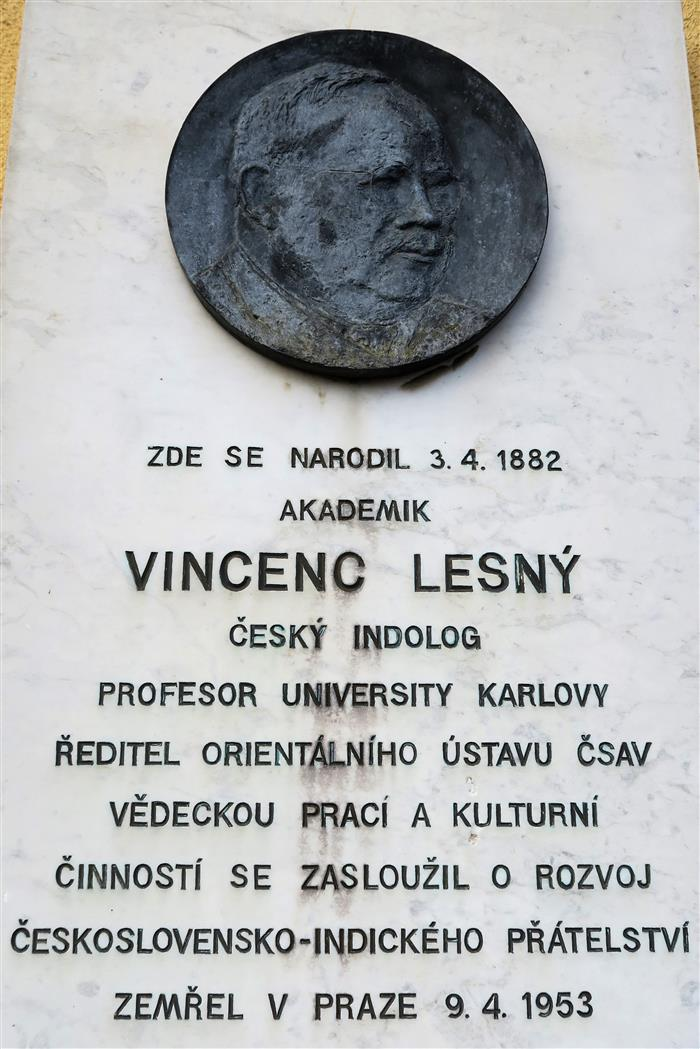 ZDE SE NARODIL 3. 4. 1882
AKADEMIK
VINCENC LESNÝ
ČESKÝ INDOLOG
PROFESOR UNIVERSITY KARLOVY
ŘEDITEL ORIENTÁLNÍHO ÚSTAVU ČSAV
VĚDECKOU PRACÍ A KULTURNÍ
ČINNOSTÍ SE ZASLOUŽIL O ROZVOJ
ČESKOSLOVENSKO-INDICKÉHO PŘÁTELSTVÍ
ZEMŘEL V PRAZE 9. 4. 1953